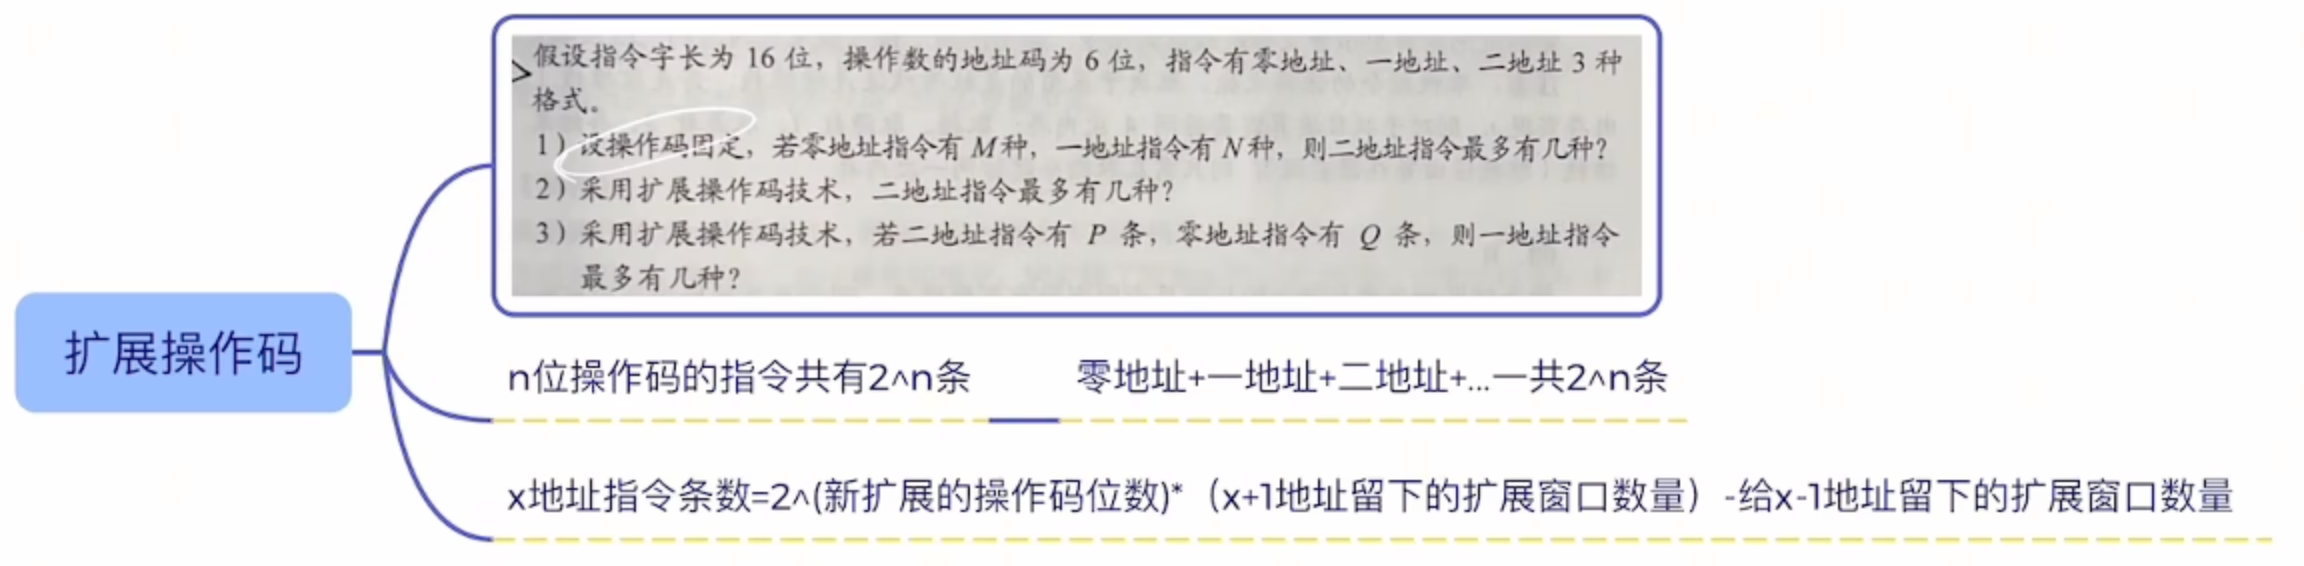 假设指令字长为 16 位，操作数的地址码为 6 位，指令有零地址、一地址、二地址 3 种
格式。
1）设操作码固定，若零地址指令有 M 种，一地址指令有 N 种，则二地址指令最多有几种？
2）采用扩展操作码技术，二地址指令最多有几种？
3）采用扩展操作码技术，若二地址指令有 P 条，零地址指令有 Q 条，则一地址指令
最多有几种？
扩展操作码
n位操作码的指令共有2^n条
零地址+一地址+二地址+...一共2^n条
x地址指令条数=2^(新扩展的操作码位数)*（x+1地址留下的扩展窗口数量）-给x-1地址留下的扩展窗口数量